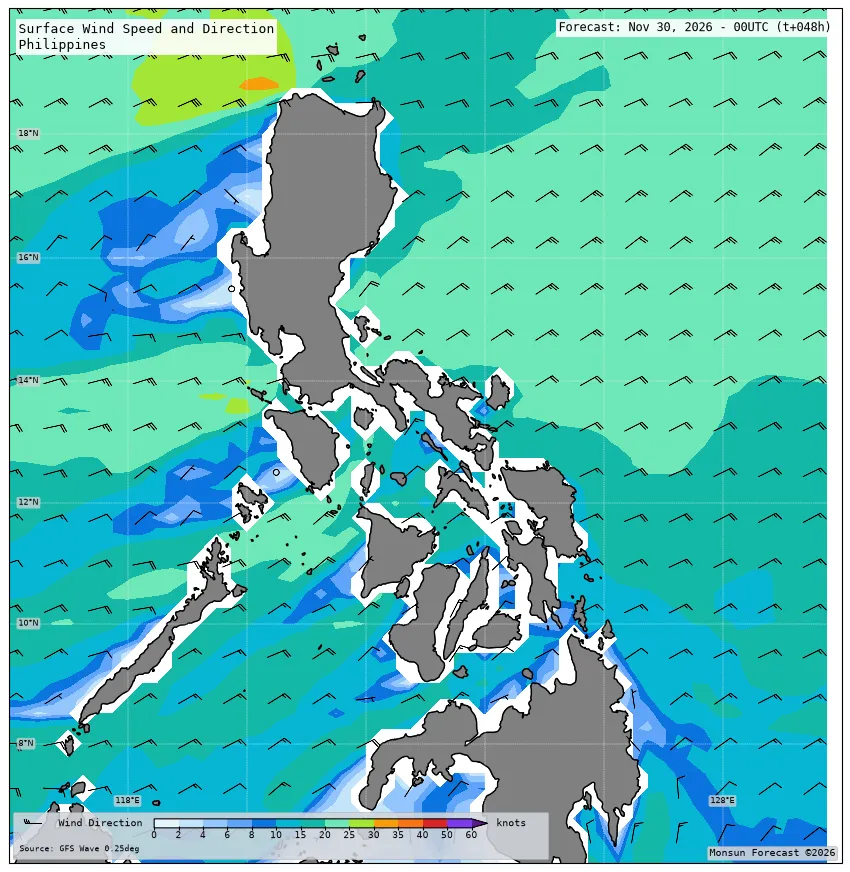 Surface Wind Speed and Direction
Philippines
Forecast: Nov 30, 2026 - 00UTC (t+048h)
18°N
16°N
14°N
12°N
10°N
8°N
118°E
128°E
Wind Direction
0 2 4 6 8 10 15 20 25 30 35 40 50 60
knots
Source: GFS Wave 0.25deg
Monsun Forecast ©2026